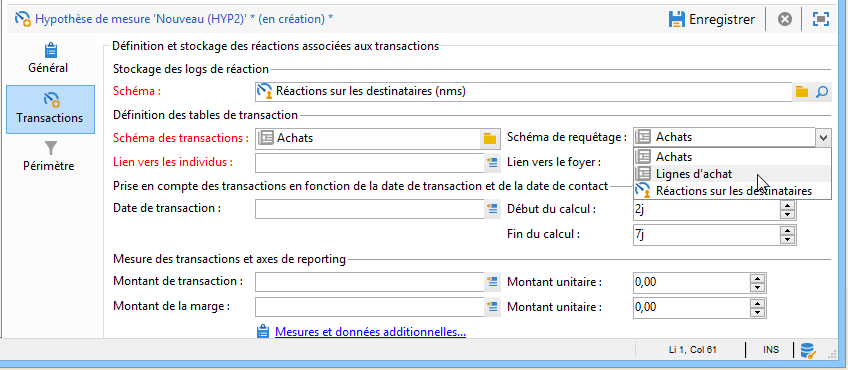 Hypothèse de mesure 'Nouveau (HYP2)' * (en création) *
Enregistrer
Général
Transactions
Périmètre
Définition et stockage des réactions associées aux transactions
Stockage des logs de réaction
Schéma : Réactions sur les destinataires (nms)
Définition des tables de transaction
Schéma des transactions : Achats Schéma de requêtage : Achats
Achats
Lignes d'achat
Réactions sur les destinataires
Lien vers les individus : Lien vers le foyer :
Prise en compte des transactions en fonction de la date de transaction et de la date de contact
Date de transaction : Début du calcul : 2j
Fin du calcul : 7j
Mesure des transactions et axes de reporting
Montant de transaction : Montant unitaire : 0,00
Montant de la marge : Montant unitaire : 0,00
Mesures et données additionnelles...
Li 1, Col 61 INS